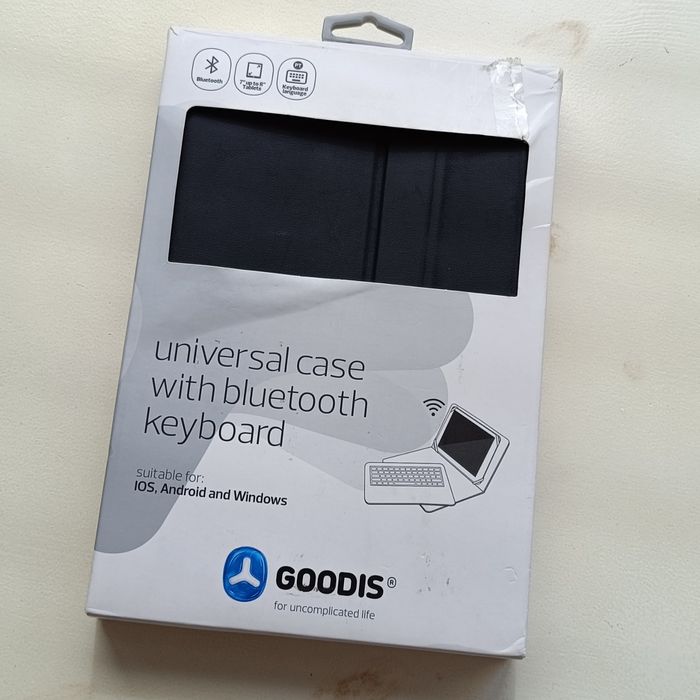 Bluetooth
7" up to 8"
Tablets
PT
Keyboard
language
universal case
with bluetooth
keyboard
suitable for:
IOS, Android and Windows
GOODIS®
for uncomplicated life